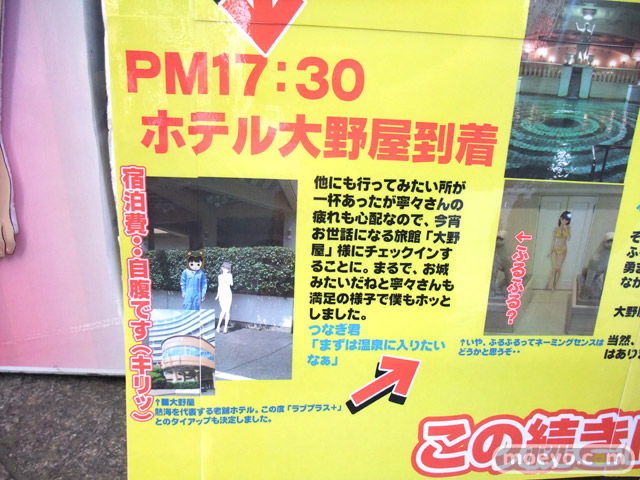 PM17:30
ホテル大野屋到着
宿泊費：自腹です（キリッ）
他にも行ってみたい所が
一杯あったが寧々さんの
疲れも心配なので、今宵
お世話になる旅館「大野
屋」様にチェックインす
ることに。まるで、お城
みたいだねと寧々さんも
満足の様子で僕もホッと
しました。
つなぎ君
「まずは温泉に入りたい
なぁ」
↑■大野屋
熱海を代表する老舗ホテル。この度「ラブプラス+」
とのタイアップも決定しました。
←ふるふる？
↑いや、ふるふるってネーミングセンスは
どうかと思うぞ・・
大野屋
当然、
はあり
この続き
moeyo.com